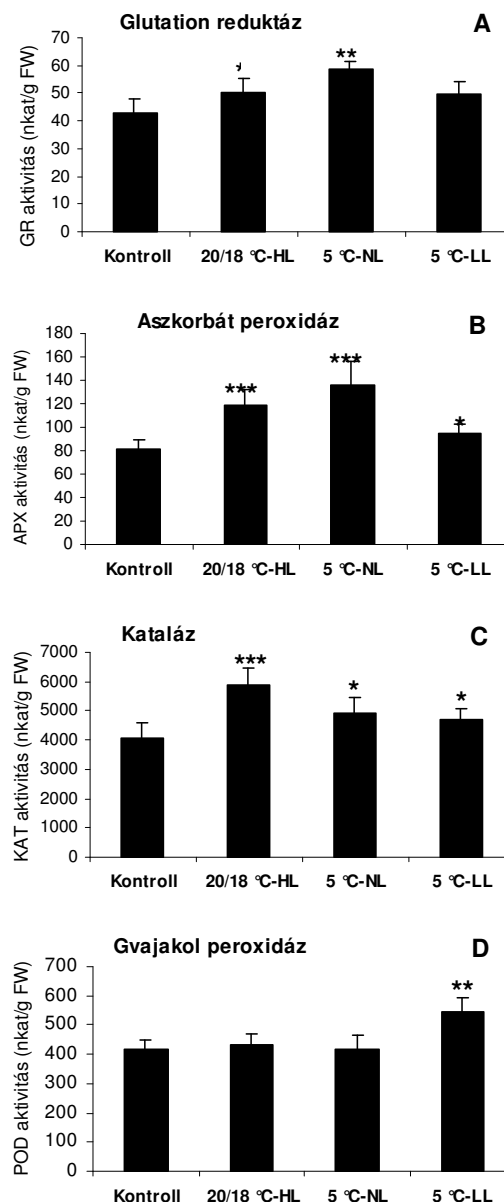 Glutation reduktáz A
70
60
50
40
30
20
10
0
GR aktivitás (nkat/g FW)
* **
Kontroll 20/18 °C-HL 5 °C-NL 5 °C-LL
Aszkorbát peroxidáz B
180
160
140
120
100
80
60
40
20
0
APX aktivitás (nkat/g FW)
*** *** *
Kontroll 20/18 °C-HL 5 °C-NL 5 °C-LL
Kataláz C
7000
6000
5000
4000
3000
2000
1000
0
KAT aktivitás (nkat/g FW)
*** * *
Kontroll 20/18 °C-HL 5 °C-NL 5 °C-LL
Gvajakol peroxidáz D
700
600
500
400
300
200
100
0
POD aktivitás (nkat/g FW)
**
Kontroll 20/18 °C-HL 5 °C-NL 5 °C-LL